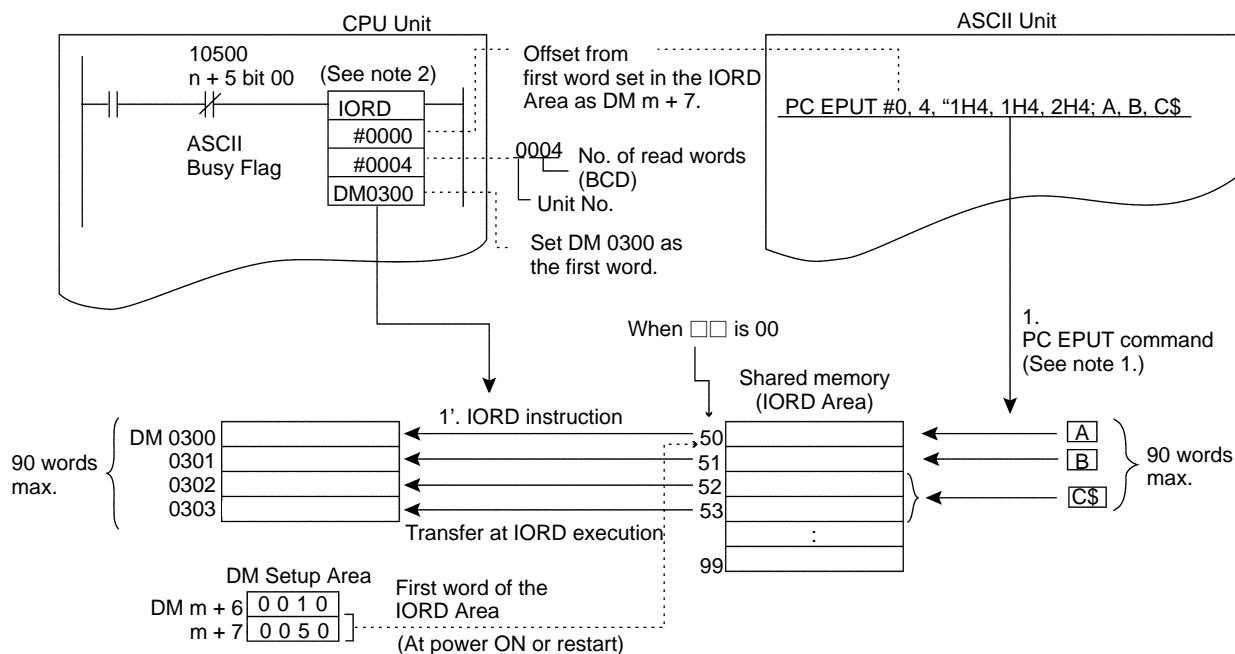 CPU Unit
ASCII Unit
10500
n + 5 bit 00
(See note 2)
IORD
#0000
#0004
DM0300
ASCII
Busy Flag
Offset from
first word set in the IORD
Area as DM m + 7.
0004
No. of read words
(BCD)
Unit No.
Set DM 0300 as
the first word.
PC EPUT #0, 4, “1H4, 1H4, 2H4; A, B, C$
When □□ is 00
1.
PC EPUT command
(See note 1.)
Shared memory
(IORD Area)
1'. IORD instruction
90 words
max.
DM 0300
0301
0302
0303
50
51
52
53
:
99
A
B
C$
90 words
max.
Transfer at IORD execution
DM Setup Area
DM m + 6 0 0 1 0
m + 7 0 0 5 0
First word of the
IORD Area
(At power ON or restart)